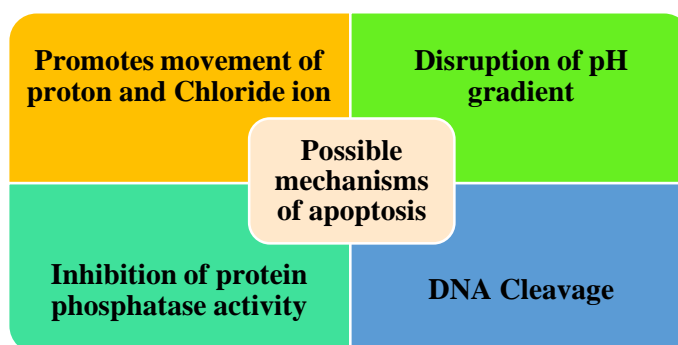 Promotes movement of
proton and Chloride ion
Disruption of pH
gradient
Possible
mechanisms
of apoptosis
Inhibition of protein
phosphatase activity
DNA Cleavage